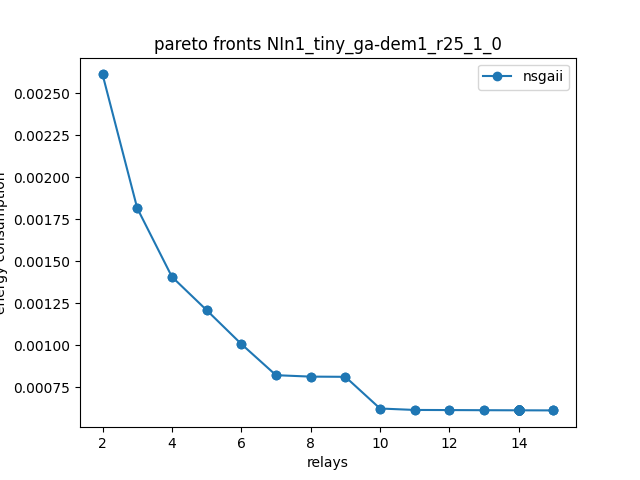 pareto fronts NIn1_tiny_ga-dem1_r25_1_0
nsgaii
0.00250
0.00225
0.00200
0.00175
0.00150
0.00125
0.00100
0.00075
energy consumption
2 4 6 8 10 12 14
relays